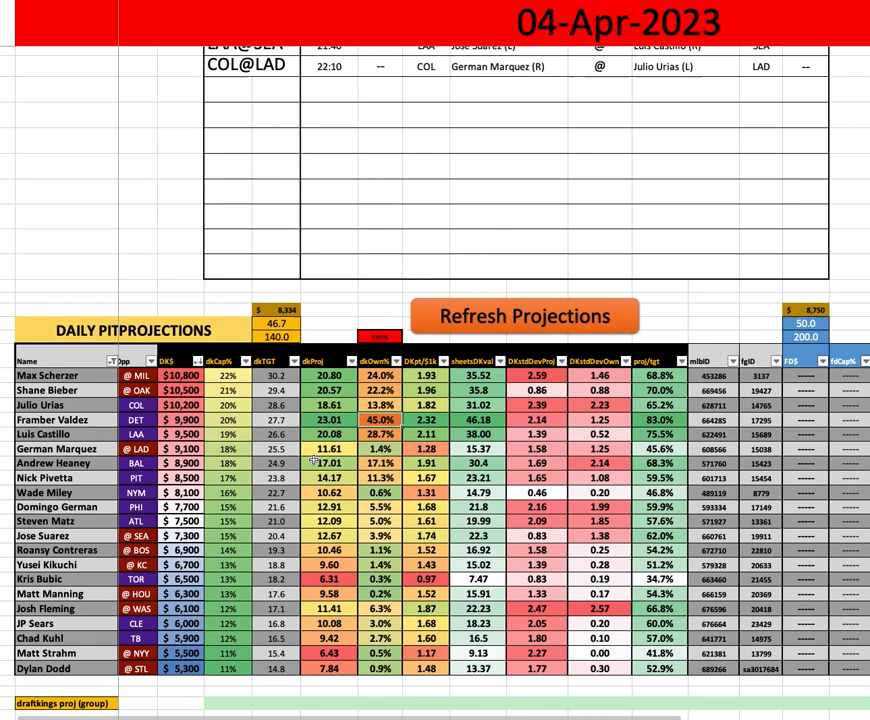 04-Apr-2023
LAA@SEA 21:40 -- LAA Jose Suarez (L) @ Luis Castillo (R) SEA
COL@LAD 22:10 -- COL German Marquez (R) @ Julio Urias (L) LAD --
$ 8,334 $ 8,750
DAILY PITPROJECTIONS 46.7 Refresh Projections 50.0
140.0 195% 200.0
Name Opp DK$ dkCap% dkTGT dkProj dkOwn% DKpt/$1k sheetsDKval DKstdDevProj DKstdDevOwn proj/tgt mlbID fgID FD$ fdCap%
Max Scherzer @ MIL $10,800 22% 30.2 20.80 24.0% 1.93 35.52 2.59 1.46 68.8% 453286 3137 ----- -----
Shane Bieber @ OAK $10,500 21% 29.4 20.57 22.2% 1.96 35.8 0.86 0.88 70.0% 669456 19427 ----- -----
Julio Urias COL $10,200 20% 28.6 18.61 13.8% 1.82 31.02 2.39 2.23 65.2% 628711 14765 ----- -----
Framber Valdez DET $ 9,900 20% 27.7 23.01 45.0% 2.32 46.18 2.14 1.25 83.0% 664285 17295 ----- -----
Luis Castillo LAA $ 9,500 19% 26.6 20.08 28.7% 2.11 38.00 1.39 0.52 75.5% 622491 15689 ----- -----
German Marquez @ LAD $ 9,100 18% 25.5 11.61 1.4% 1.28 15.37 1.58 1.25 45.6% 608566 15038 ----- -----
Andrew Heaney BAL $ 8,900 18% 24.9 17.01 17.1% 1.91 30.4 1.69 2.14 68.3% 571760 15423 ----- -----
Nick Pivetta PIT $ 8,500 17% 23.8 14.17 11.3% 1.67 23.21 1.65 1.08 59.5% 601713 15454 ----- -----
Wade Miley NYM $ 8,100 16% 22.7 10.62 0.6% 1.31 14.79 0.46 0.20 46.8% 489119 8779 ----- -----
Domingo German PHI $ 7,700 15% 21.6 12.91 5.5% 1.68 21.8 2.16 1.99 59.9% 593334 17149 ----- -----
Steven Matz ATL $ 7,500 15% 21.0 12.09 5.0% 1.61 19.99 2.09 1.85 57.6% 571927 13361 ----- -----
Jose Suarez @ SEA $ 7,300 15% 20.4 12.67 3.9% 1.74 22.3 0.83 1.38 62.0% 660761 19911 ----- -----
Roansy Contreras @ BOS $ 6,900 14% 19.3 10.46 1.1% 1.52 16.92 1.58 0.25 54.2% 672710 22810 ----- -----
Yusei Kikuchi @ KC $ 6,700 13% 18.8 9.60 1.4% 1.43 15.02 1.39 0.28 51.2% 579328 20633 ----- -----
Kris Bubic TOR $ 6,500 13% 18.2 6.31 0.3% 0.97 7.47 0.83 0.19 34.7% 663460 21455 ----- -----
Matt Manning @ HOU $ 6,300 13% 17.6 9.58 0.2% 1.52 15.91 1.33 0.17 54.3% 666159 20369 ----- -----
Josh Fleming @ WAS $ 6,100 12% 17.1 11.41 6.3% 1.87 22.23 2.47 2.57 66.8% 676596 20418 ----- -----
JP Sears CLE $ 6,000 12% 16.8 10.08 3.0% 1.68 18.23 2.05 0.20 60.0% 676664 23429 ----- -----
Chad Kuhl TB $ 5,900 12% 16.5 9.42 2.7% 1.60 16.5 1.80 0.10 57.0% 641771 14975 ----- -----
Matt Strahm @ NYY $ 5,500 11% 15.4 6.43 0.5% 1.17 9.13 2.27 0.00 41.8% 621381 13799 ----- -----
Dylan Dodd @ STL $ 5,300 11% 14.8 7.84 0.9% 1.48 13.37 1.77 0.30 52.9% 689266 sa3017684 ----- -----
draftkings proj (group)